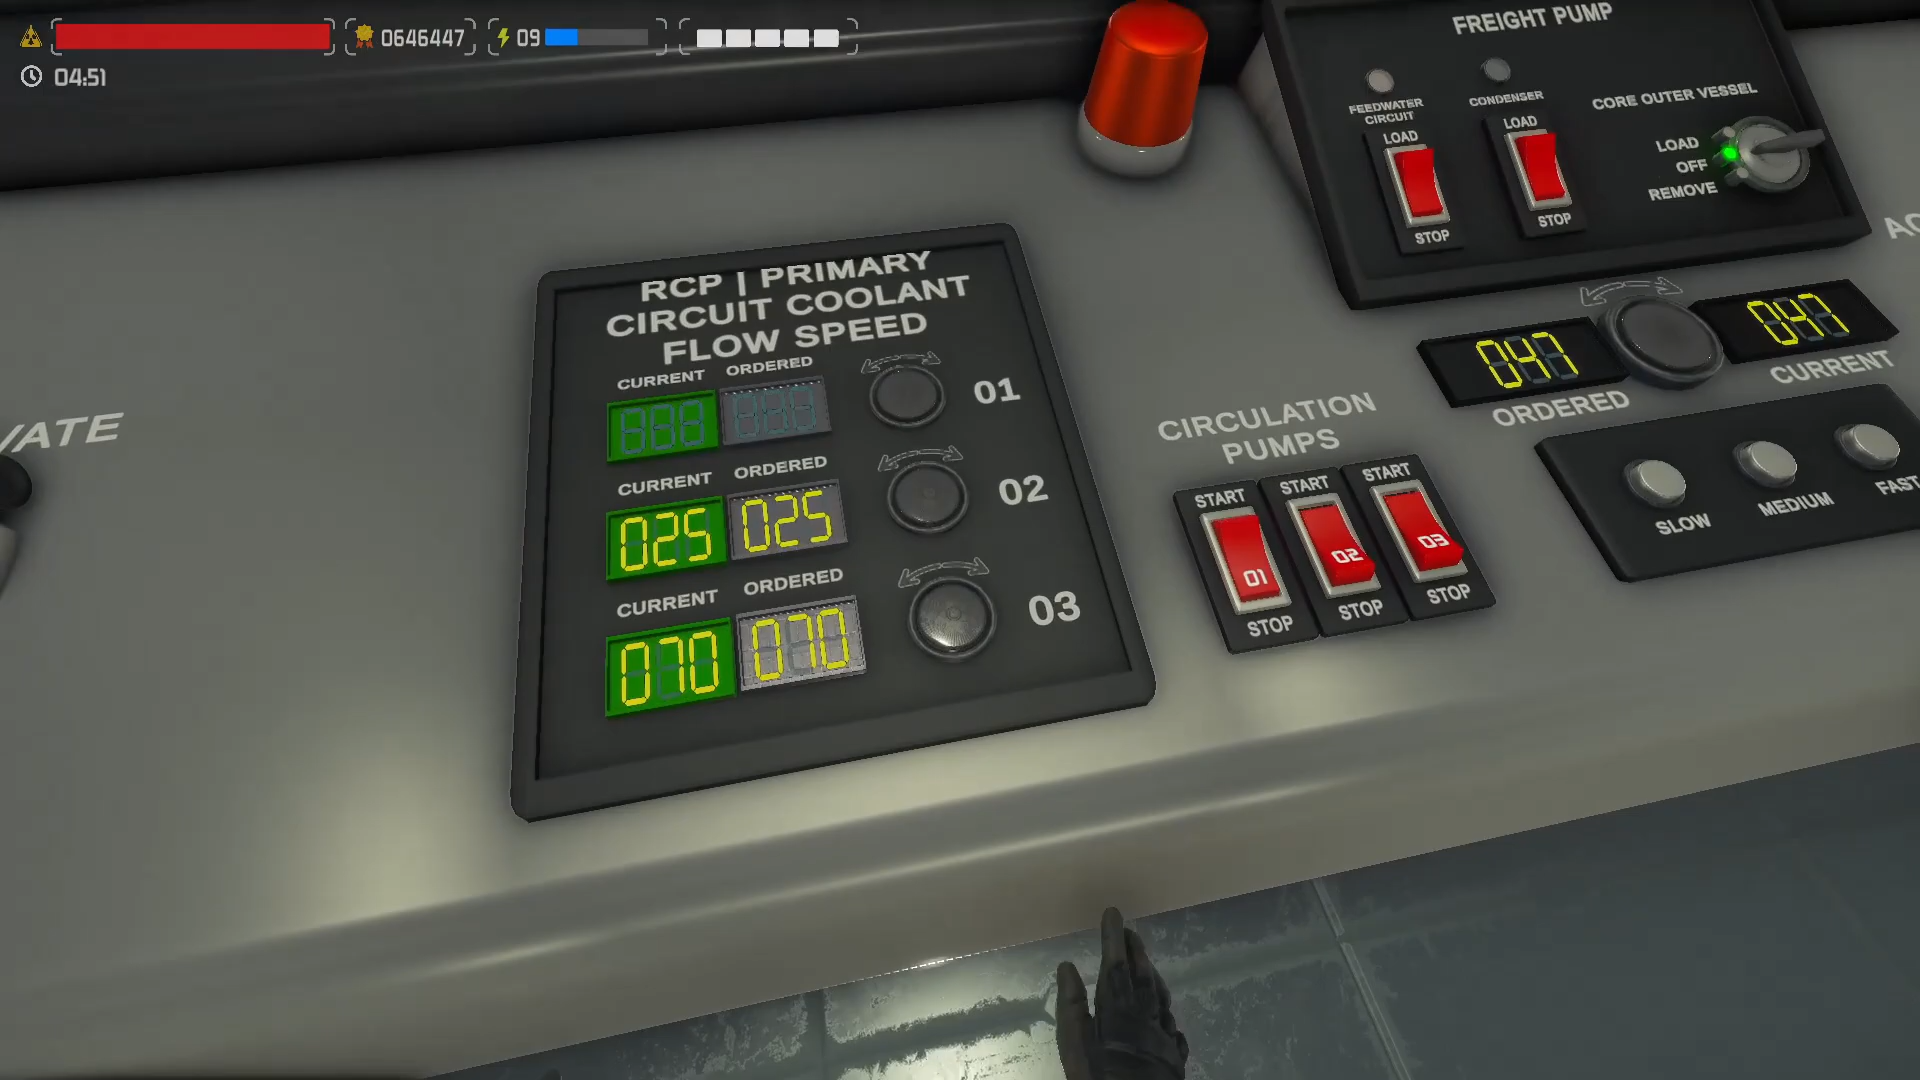 0646447
09
04:51
FREIGHT PUMP
FEEDWATER
CIRCUIT
LOAD
STOP
CONDENSER
LOAD
STOP
CORE OUTER VESSEL
LOAD
OFF
REMOVE
RCP | PRIMARY
CIRCUIT COOLANT
FLOW SPEED
CURRENT ORDERED
01
CURRENT ORDERED
025 025
02
CURRENT ORDERED
070 070
03
CIRCULATION
PUMPS
START START START
01 02 03
STOP STOP STOP
047 047
ORDERED CURRENT
SLOW MEDIUM FAST